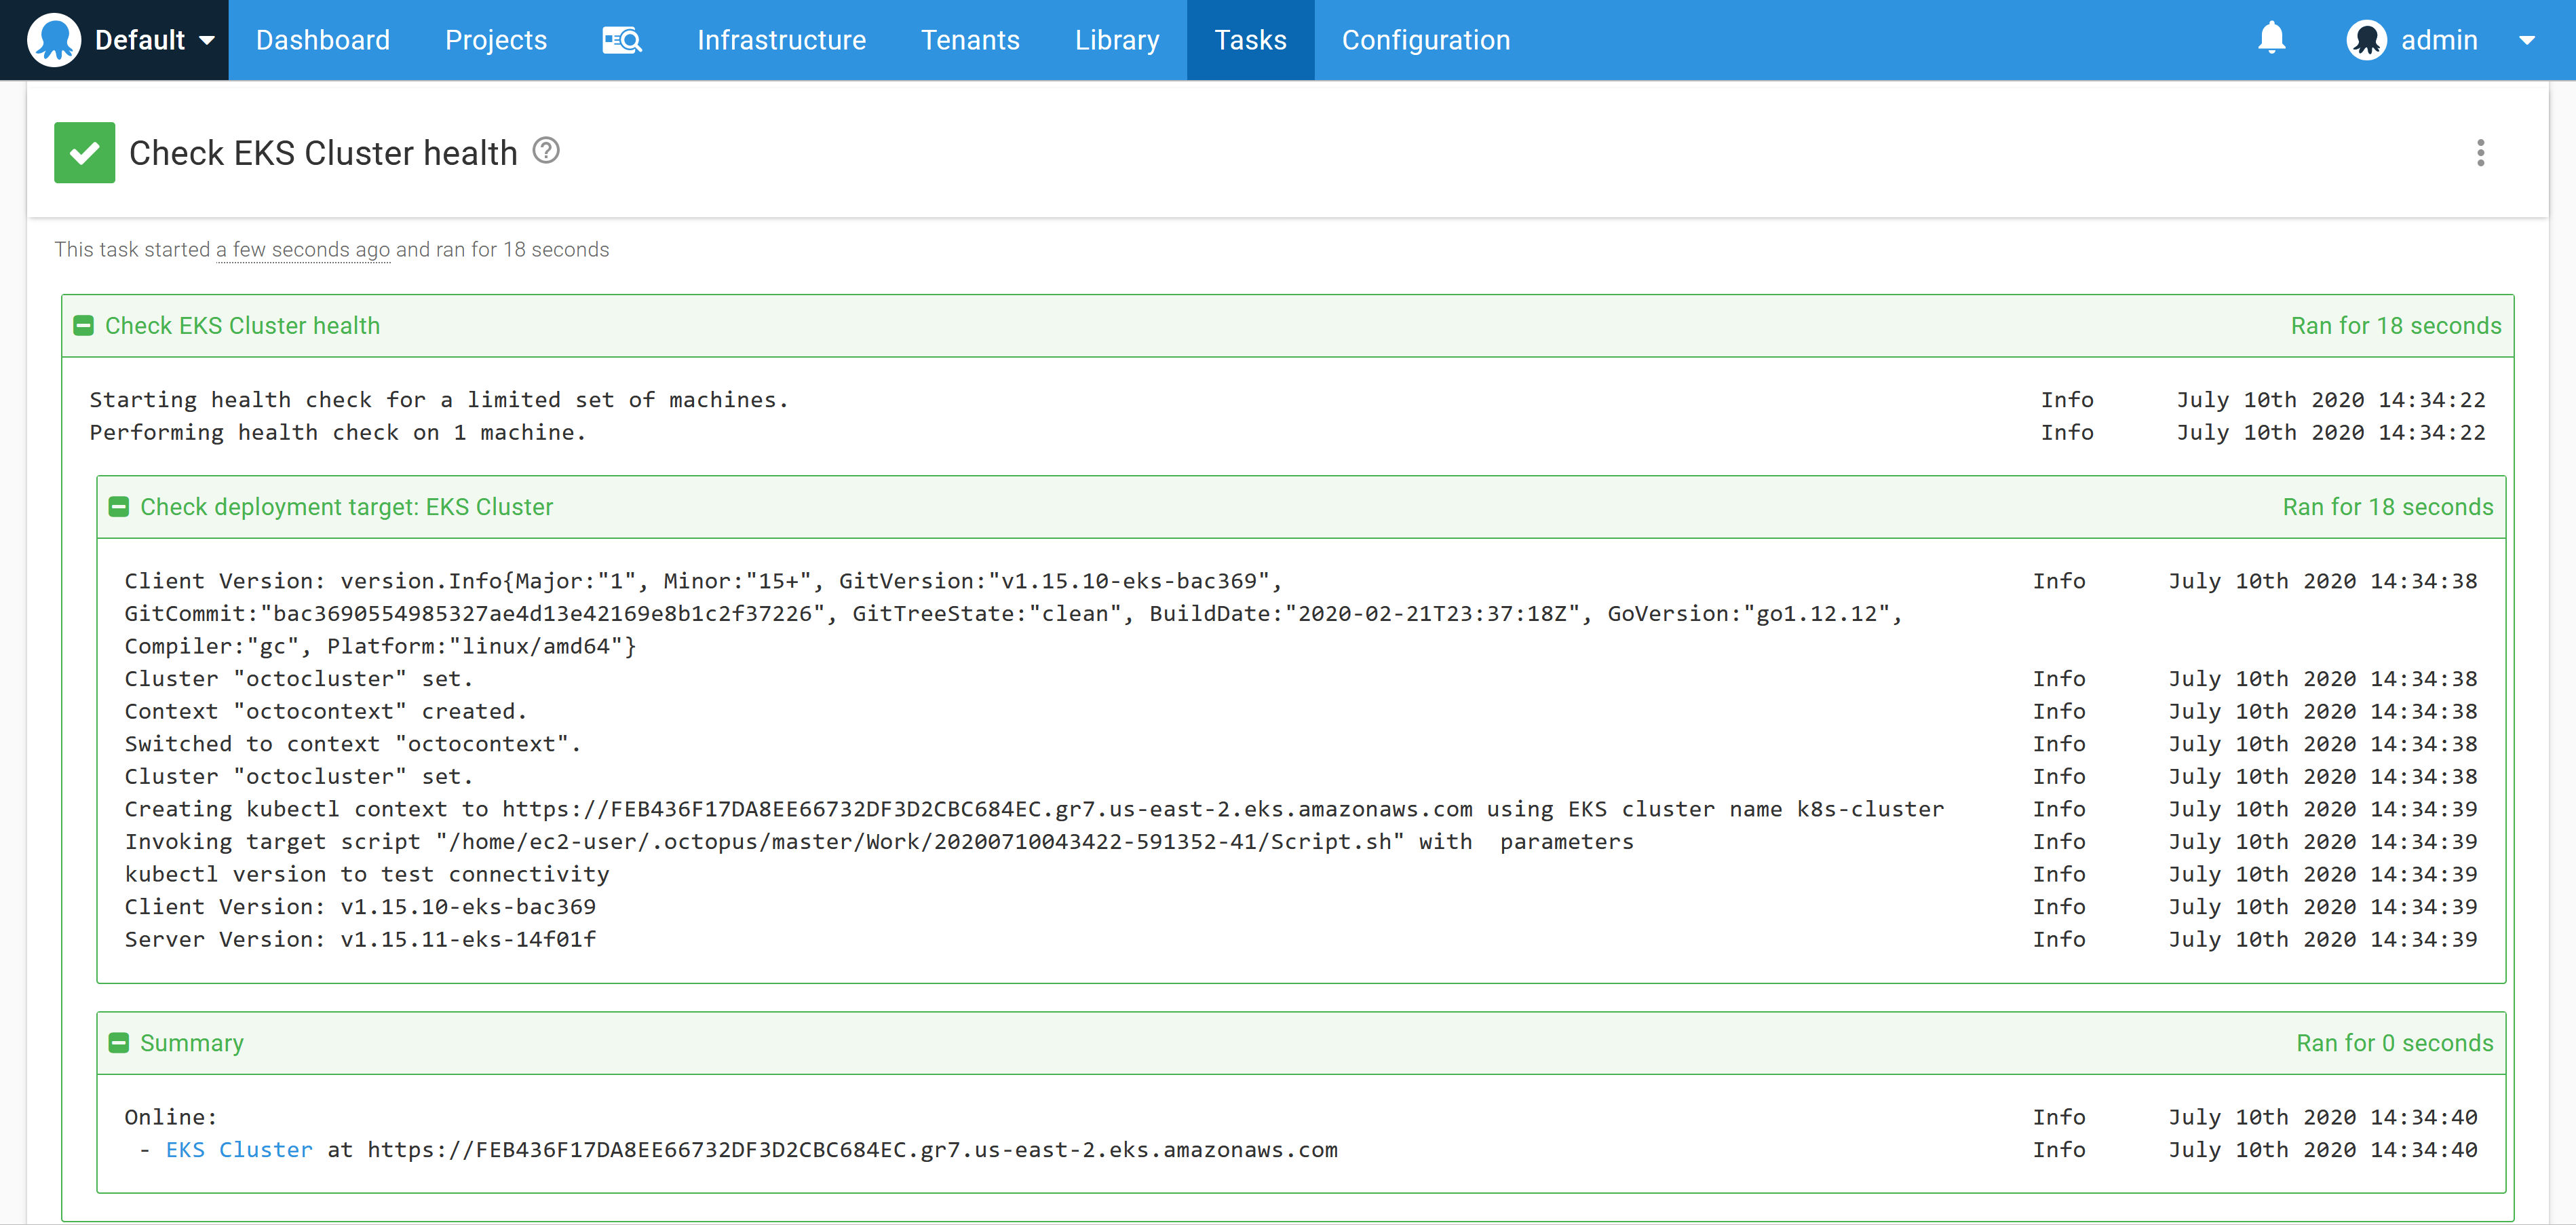 Default Dashboard Projects Infrastructure Tenants Library Tasks Configuration admin
Check EKS Cluster health ?
This task started a few seconds ago and ran for 18 seconds
Check EKS Cluster health Ran for 18 seconds
Starting health check for a limited set of machines. Info July 10th 2020 14:34:22
Performing health check on 1 machine. Info July 10th 2020 14:34:22
Check deployment target: EKS Cluster Ran for 18 seconds
Client Version: version.Info{Major:"1", Minor:"15+", GitVersion:"v1.15.10-eks-bac369", Info July 10th 2020 14:34:38
GitCommit:"bac3690554985327ae4d13e42169e8b1c2f37226", GitTreeState:"clean", BuildDate:"2020-02-21T23:37:18Z", GoVersion:"go1.12.12",
Compiler:"gc", Platform:"linux/amd64"}
Cluster "octocluster" set. Info July 10th 2020 14:34:38
Context "octocontext" created. Info July 10th 2020 14:34:38
Switched to context "octocontext". Info July 10th 2020 14:34:38
Cluster "octocluster" set. Info July 10th 2020 14:34:38
Creating kubectl context to https://FEB436F17DA8EE66732DF3D2CBC684EC.gr7.us-east-2.eks.amazonaws.com using EKS cluster name k8s-cluster Info July 10th 2020 14:34:39
Invoking target script "/home/ec2-user/.octopus/master/Work/20200710043422-591352-41/Script.sh" with  parameters Info July 10th 2020 14:34:39
kubectl version to test connectivity Info July 10th 2020 14:34:39
Client Version: v1.15.10-eks-bac369 Info July 10th 2020 14:34:39
Server Version: v1.15.11-eks-14f01f Info July 10th 2020 14:34:39
Summary Ran for 0 seconds
Online: Info July 10th 2020 14:34:40
- EKS Cluster at https://FEB436F17DA8EE66732DF3D2CBC684EC.gr7.us-east-2.eks.amazonaws.com Info July 10th 2020 14:34:40